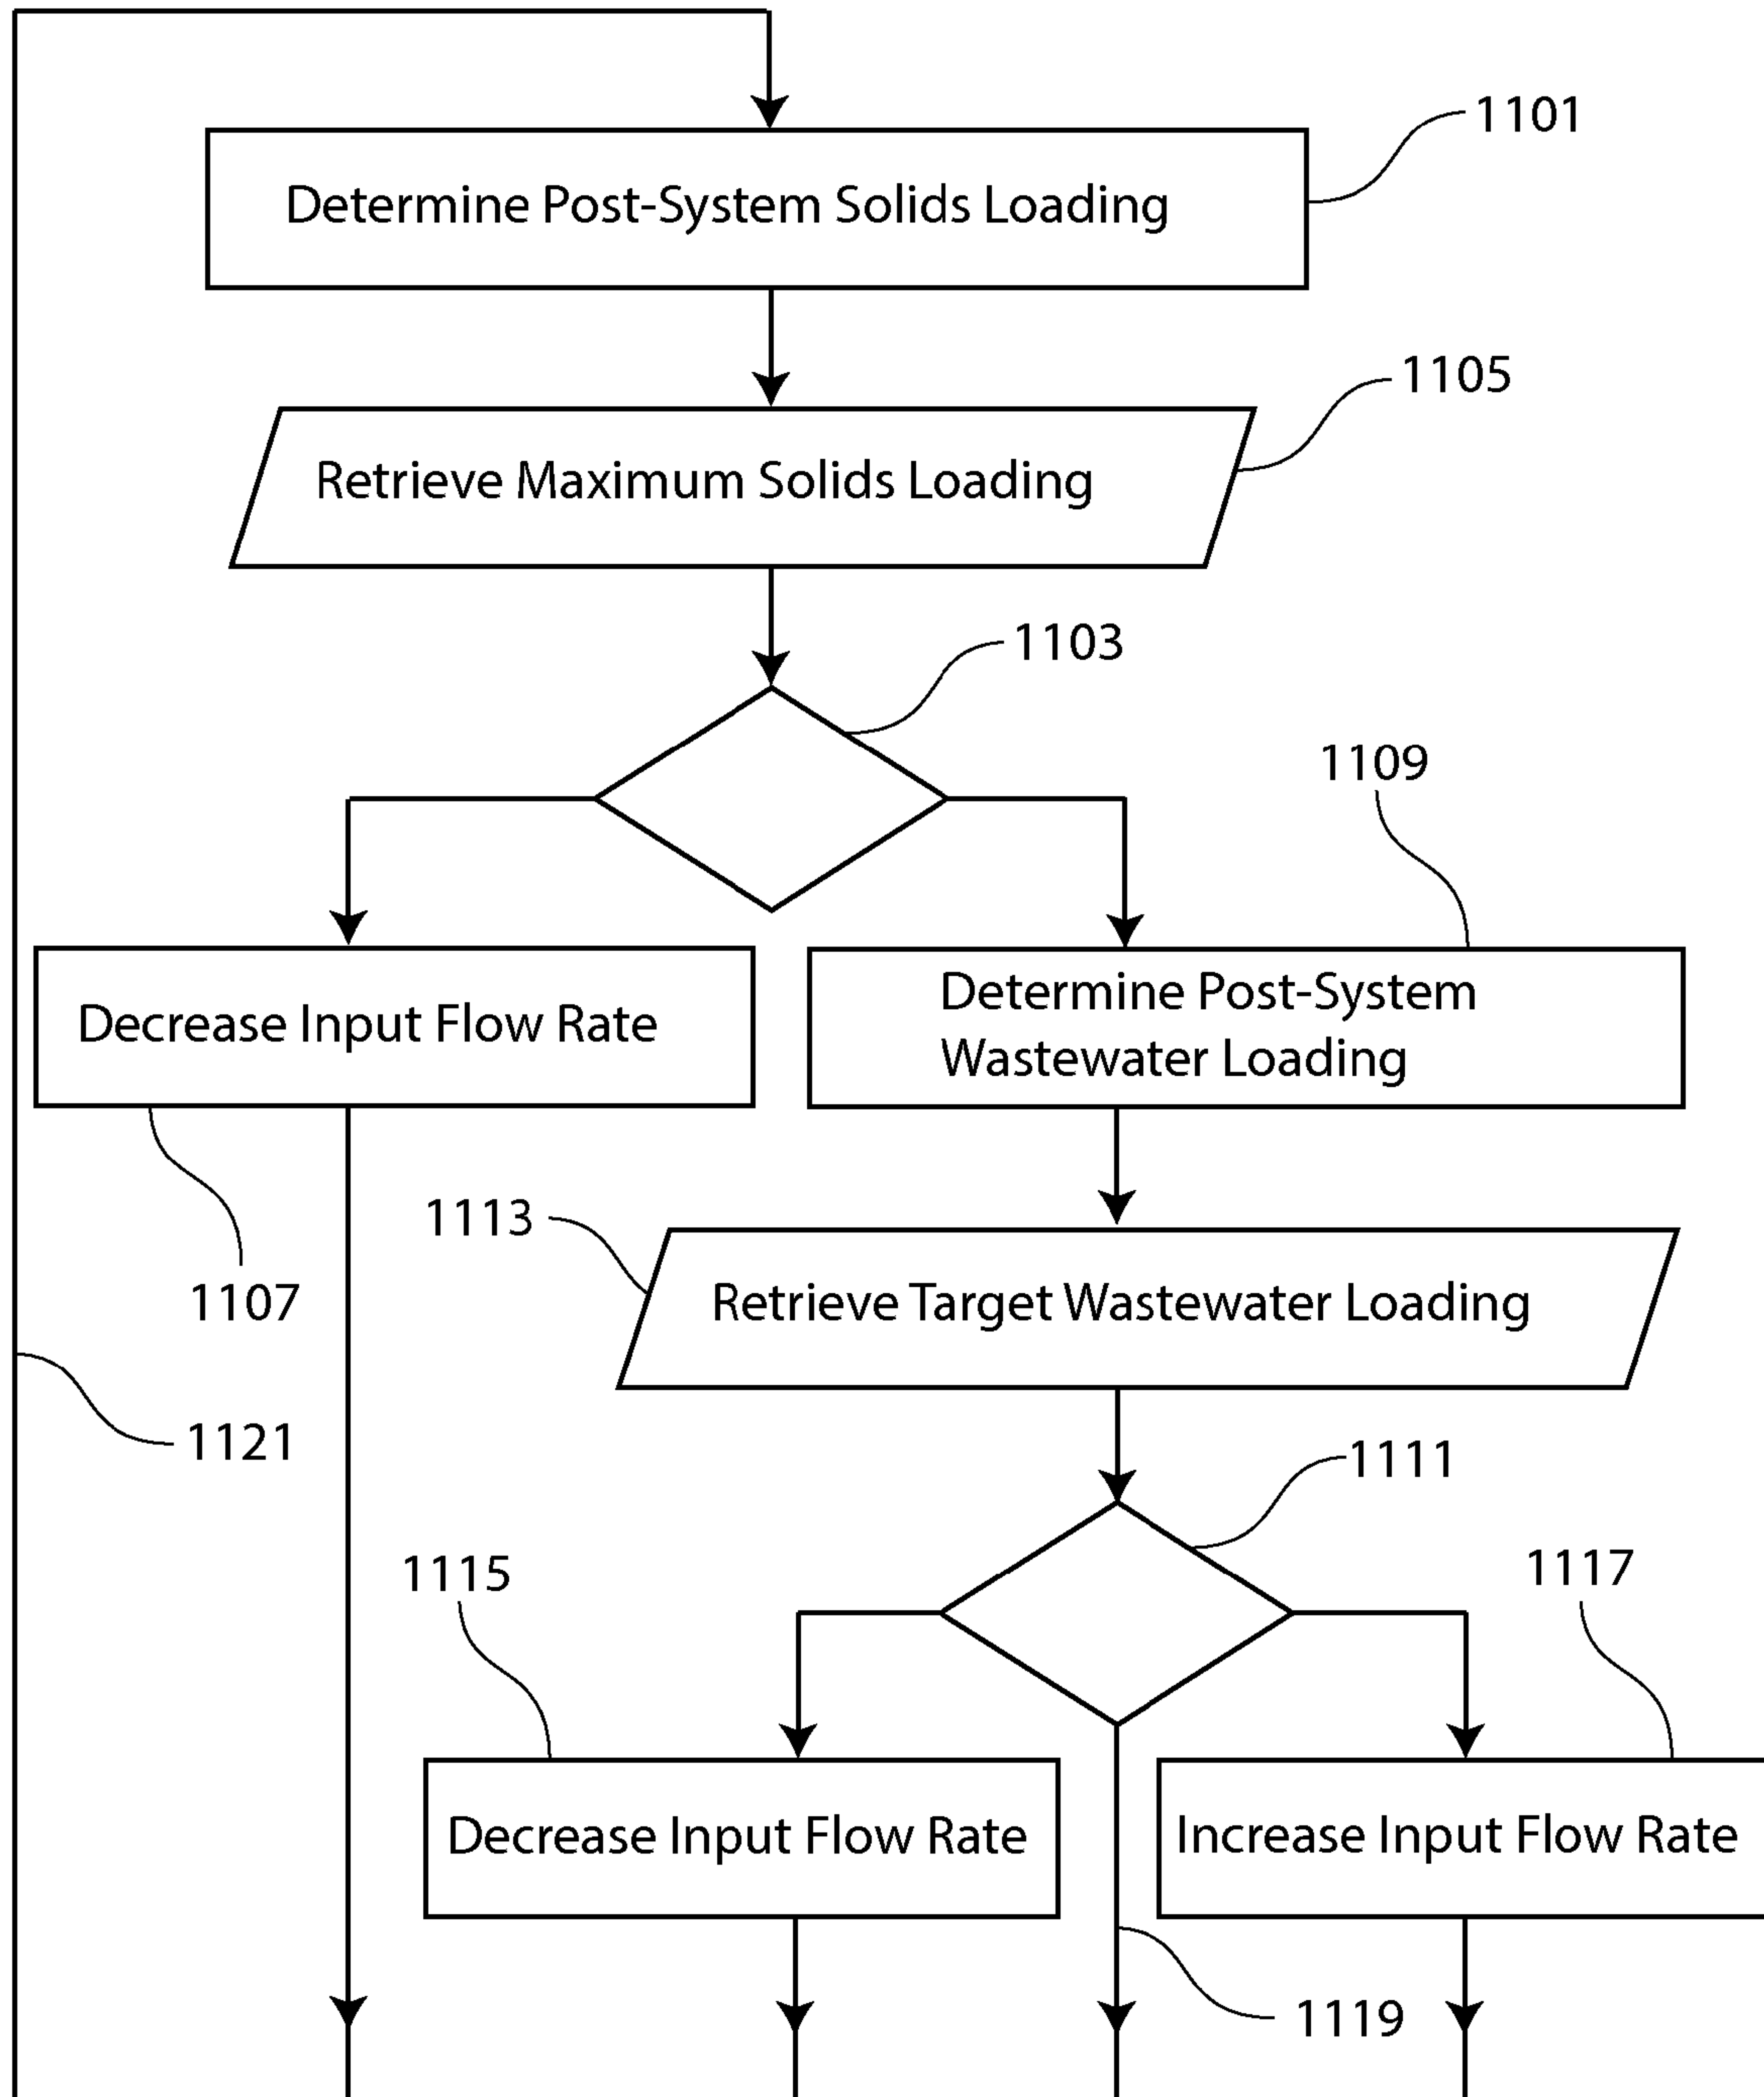 1101
Determine Post-System Solids Loading
1105
Retrieve Maximum Solids Loading
1103
1109
Decrease Input Flow Rate
Determine Post-System
Wastewater Loading
1107
1113
Retrieve Target Wastewater Loading
1121
1111
1115
1117
Decrease Input Flow Rate
Increase Input Flow Rate
1119